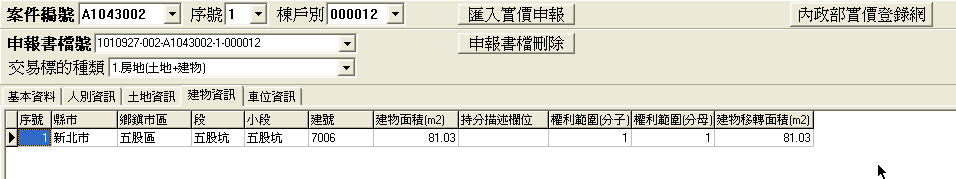 案件編號 A1043002 序號 1 棟戶別 000012 匯入實價申報 內政部實價登錄網
申報書檔號 1010927-002-A1043002-1-000012 申報書檔刪除
交易標的種類 1.房地(土地+建物)
基本資料 人別資訊 土地資訊 建物資訊 車位資訊
序號 縣市 鄉鎮市區 段 小段 建號 建物面積(m2) 持分描述欄位 權利範圍(分子) 權利範圍(分母) 建物移轉面積(m2)
1 新北市 五股區 五股坑 五股坑 7006 81.03 1 1 81.03